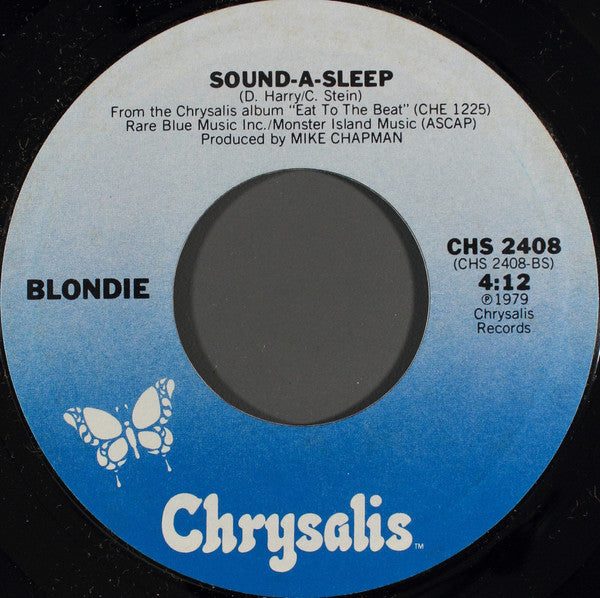 SOUND-A-SLEEP
(D. Harry/C. Stein)
From the Chrysalis album "Eat To The Beat" (CHE 1225)
Rare Blue Music Inc./Monster Island Music (ASCAP)
Produced by MIKE CHAPMAN
BLONDIE
CHS 2408
(CHS 2408-BS)
4:12
℗1979
Chrysalis
Records
Chrysalis™